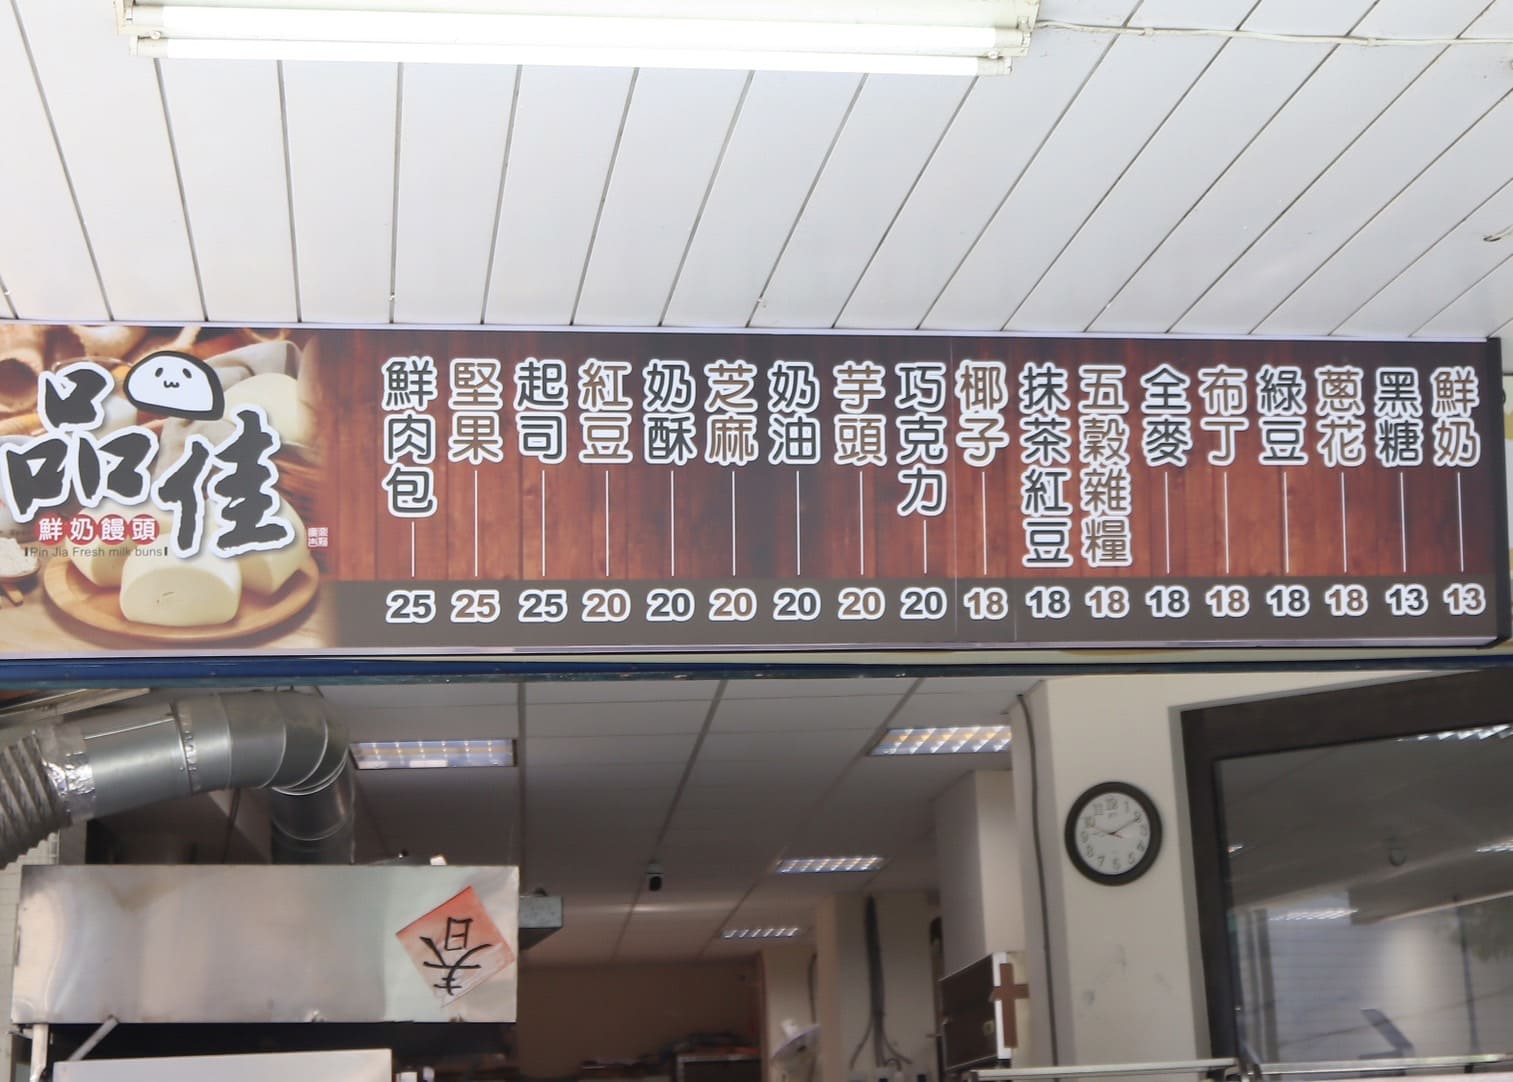 品佳
鮮奶饅頭
Pin Jia Fresh milk buns
鮮奶 13
黑糖 13
蔥花 18
綠豆 18
布丁 18
全麥 18
五穀雜糧 18
抹茶紅豆 18
椰子 18
巧克力 20
芋頭 20
奶油 20
芝麻 20
奶酥 20
紅豆 20
起司 25
堅果 25
鮮肉包 25
春